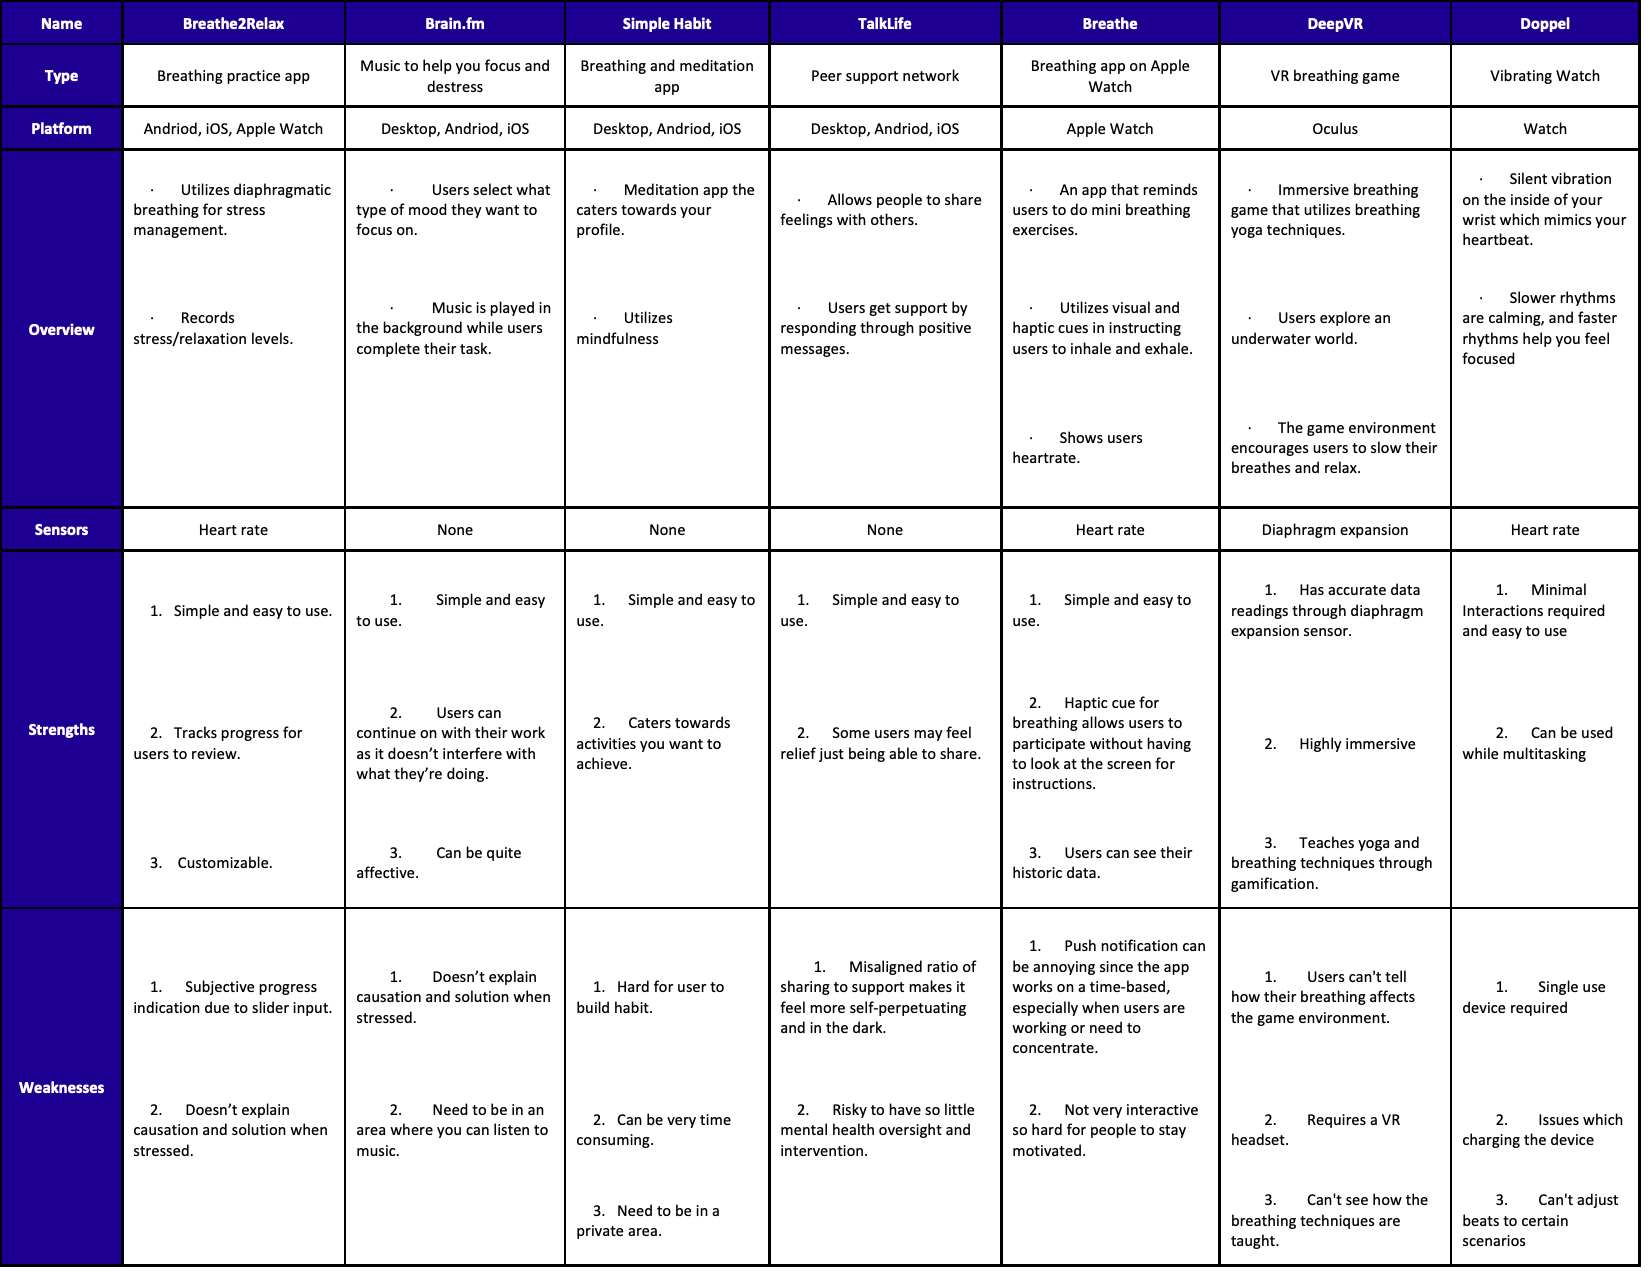 Name
Breathe2Relax
Brain.fm
Simple Habit
TalkLife
Breathe
DeepVR
Doppel
Type
Breathing practice app
Music to help you focus and
destress
Breathing and meditation
app
Peer support network
Breathing app on Apple
Watch
VR breathing game
Vibrating Watch
Platform
Andriod, iOS, Apple Watch
Desktop, Andriod, iOS
Desktop, Andriod, iOS
Desktop, Andriod, iOS
Apple Watch
Oculus
Watch
Overview
· Utilizes diaphragmatic
breathing for stress
management.
· Records
stress/relaxation levels.
· Users select what
type of mood they want to
focus on.
· Music is played in
the background while users
complete their task.
· Meditation app the
caters towards your
profile.
· Utilizes
mindfulness
· Allows people to share
feelings with others.
· Users get support by
responding through positive
messages.
· An app that reminds
users to do mini breathing
exercises.
· Utilizes visual and
haptic cues in instructing
users to inhale and exhale.
· Shows users
heartrate.
· Immersive breathing
game that utilizes breathing
yoga techniques.
· Users explore an
underwater world.
· The game environment
encourages users to slow their
breathes and relax.
· Silent vibration
on the inside of your
wrist which mimics your
heartbeat.
· Slower rhythms
are calming, and faster
rhythms help you feel
focused
Sensors
Heart rate
None
None
None
Heart rate
Diaphragm expansion
Heart rate
Strengths
1. Simple and easy to use.
2. Tracks progress for
users to review.
3. Customizable.
1. Simple and easy
to use.
2. Users can
continue on with their work
as it doesn’t interfere with
what they’re doing.
3. Can be quite
affective.
1. Simple and easy to
use.
2. Caters towards
activities you want to
achieve.
1. Simple and easy to
use.
2. Some users may feel
relief just being able to share.
1. Simple and easy to
use.
2. Haptic cue for
breathing allows users to
participate without having
to look at the screen for
instructions.
3. Users can see their
historic data.
1. Has accurate data
readings through diaphragm
expansion sensor.
2. Highly immersive
3. Teaches yoga and
breathing techniques through
gamification.
1. Minimal
Interactions required
and easy to use
2. Can be used
while multitasking
Weaknesses
1. Subjective progress
indication due to slider input.
2. Doesn’t explain
causation and solution when
stressed.
1. Doesn’t explain
causation and solution when
stressed.
2. Need to be in an
area where you can listen to
music.
1. Hard for user to
build habit.
2. Can be very time
consuming.
3. Need to be in a
private area.
1. Misaligned ratio of
sharing to support makes it
feel more self-perpetuating
and in the dark.
2. Risky to have so little
mental health oversight and
intervention.
1. Push notification can
be annoying since the app
works on a time-based,
especially when users are
working or need to
concentrate.
2. Not very interactive
so hard for people to stay
motivated.
1. Users can't tell
how their breathing affects
the game environment.
2. Requires a VR
headset.
3. Can't see how the
breathing techniques are
taught.
1. Single use
device required
2. Issues which
charging the device
3. Can't adjust
beats to certain
scenarios